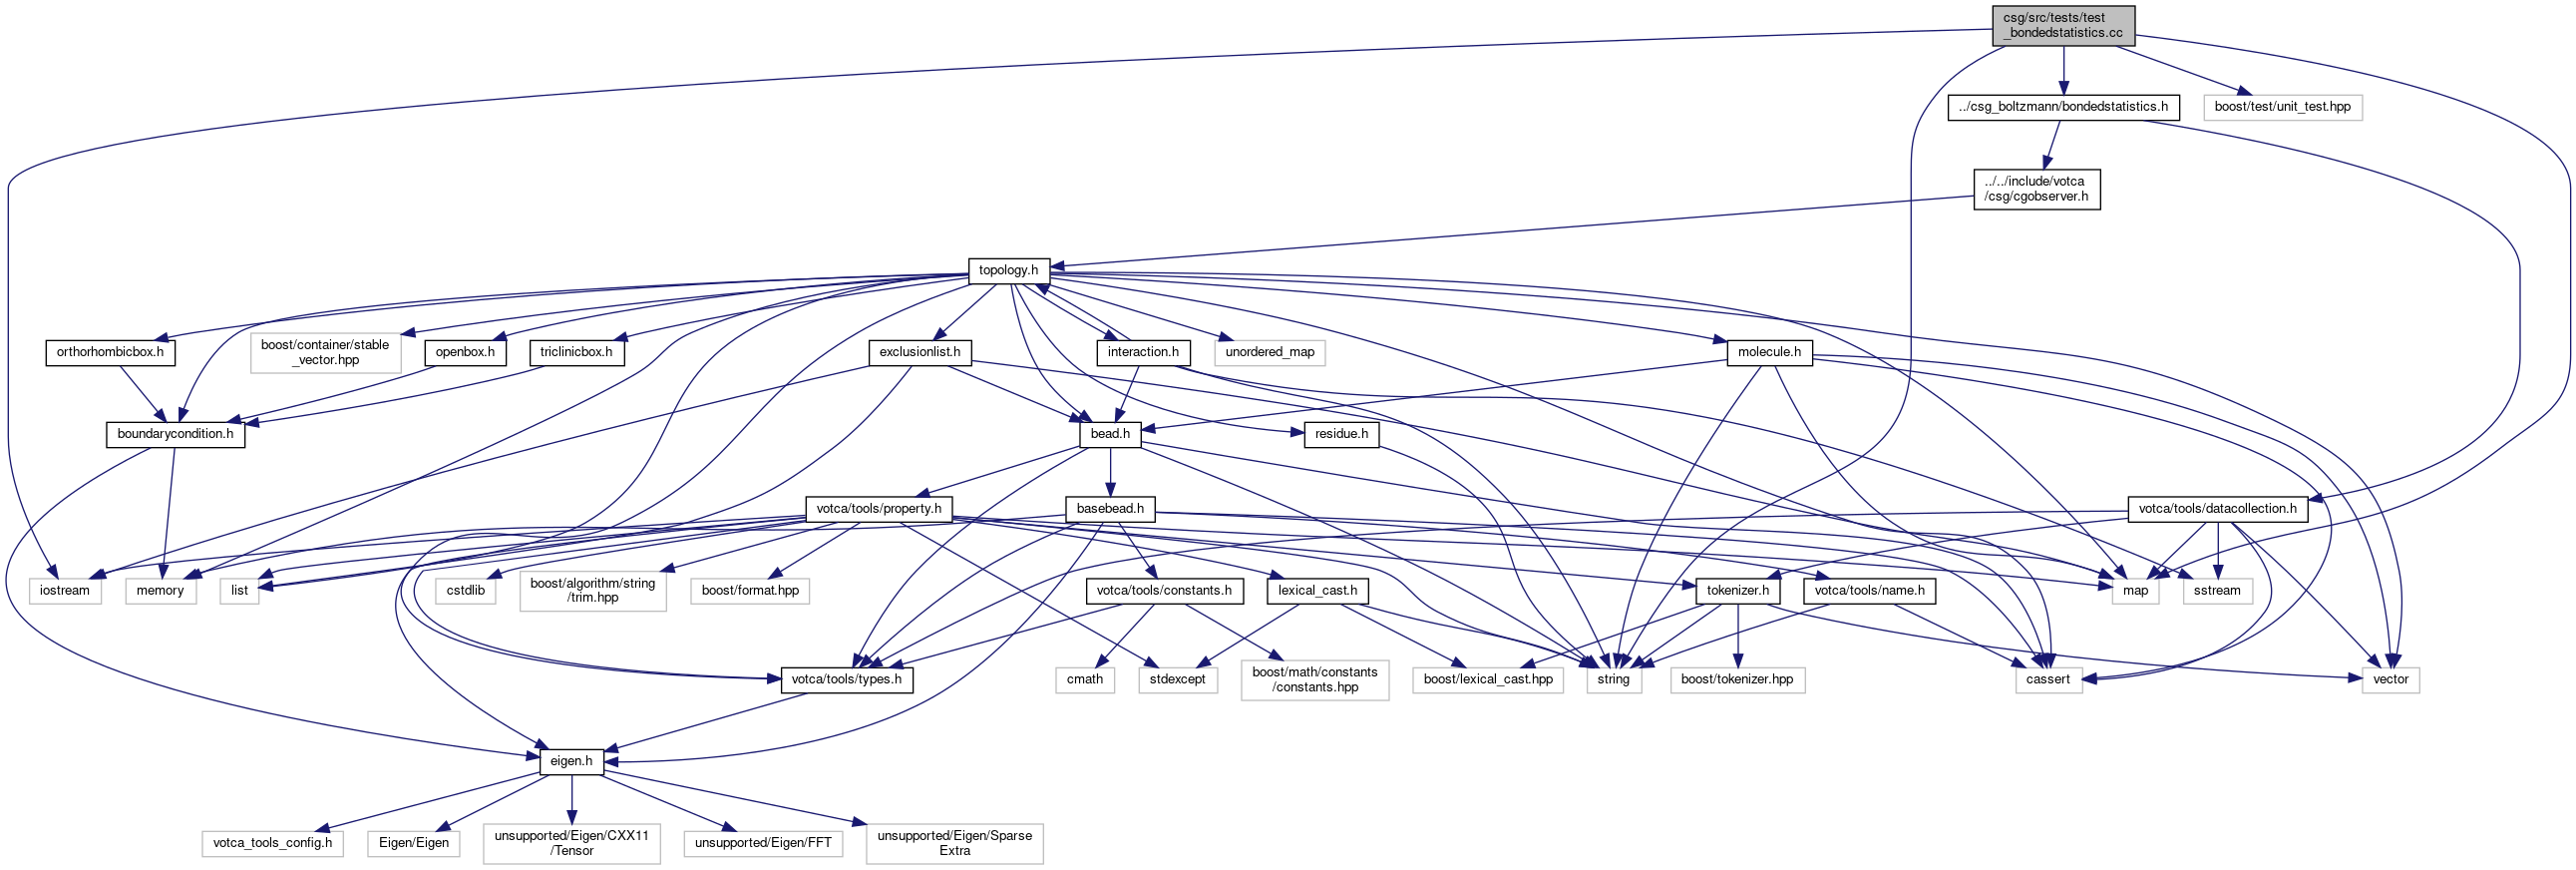 csg/src/tests/test
_bondedstatistics.cc
../csg_boltzmann/bondedstatistics.h
boost/test/unit_test.hpp
../../include/votca
/csg/cgobserver.h
topology.h
orthorhombicbox.h
boost/container/stable
_vector.hpp
openbox.h
triclinicbox.h
exclusionlist.h
interaction.h
unordered_map
molecule.h
boundarycondition.h
bead.h
residue.h
votca/tools/property.h
basebead.h
votca/tools/datacollection.h
iostream
memory
list
cstdlib
boost/algorithm/string
/trim.hpp
boost/format.hpp
votca/tools/constants.h
lexical_cast.h
tokenizer.h
votca/tools/name.h
map
sstream
votca/tools/types.h
cmath
stdexcept
boost/math/constants
/constants.hpp
boost/lexical_cast.hpp
string
boost/tokenizer.hpp
cassert
vector
eigen.h
votca_tools_config.h
Eigen/Eigen
unsupported/Eigen/CXX11
/Tensor
unsupported/Eigen/FFT
unsupported/Eigen/Sparse
Extra